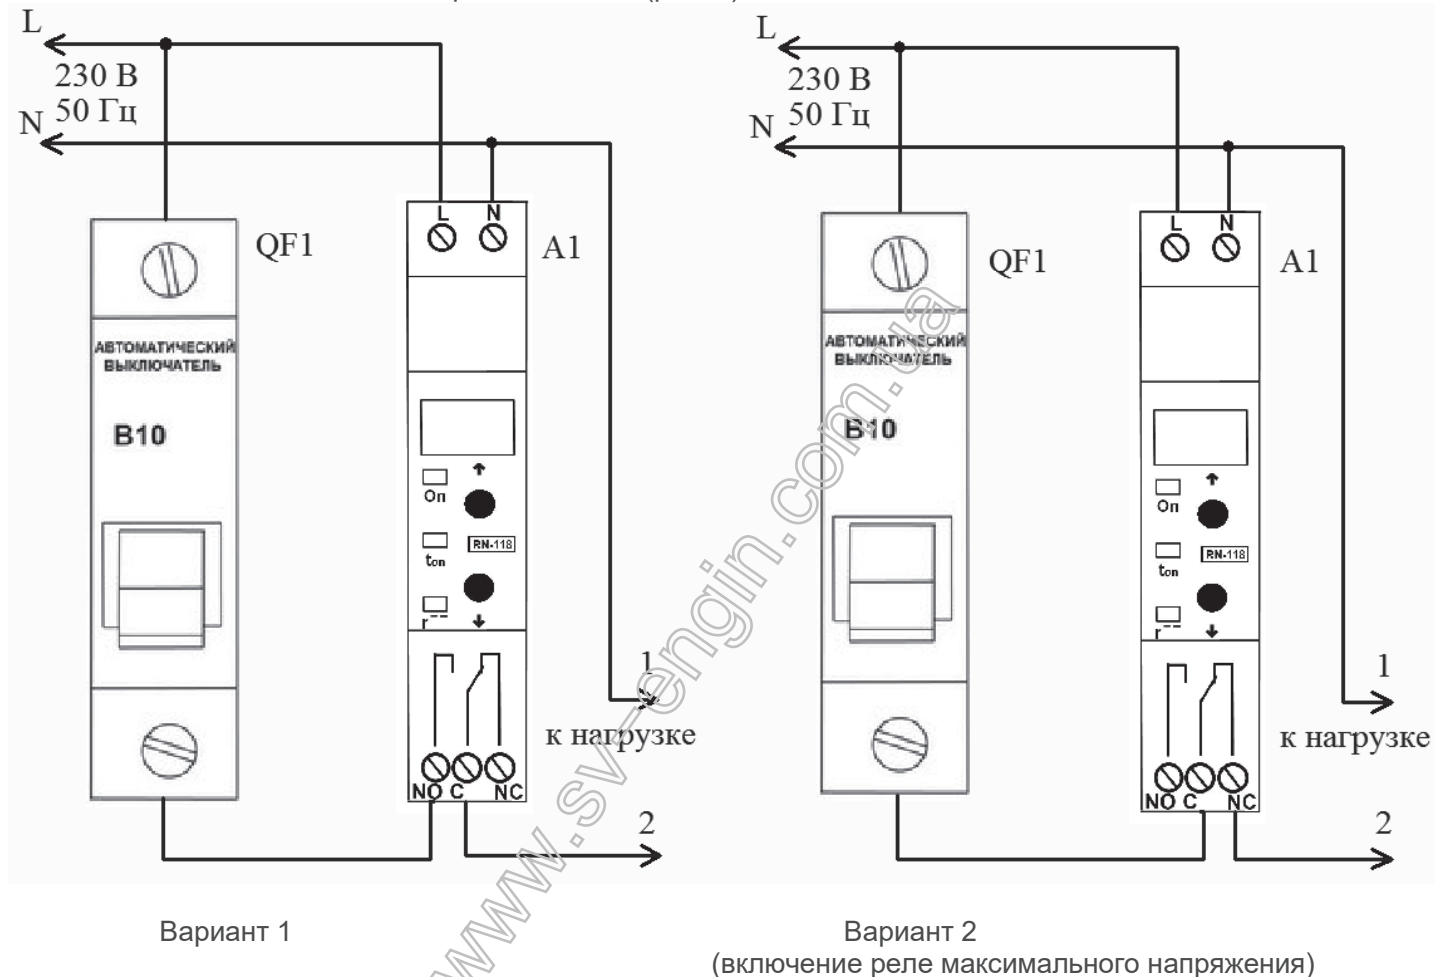 L
230 В
50 Гц
N
QF1
АВТОМАТИЧЕСКИЙ
ВЫКЛЮЧАТЕЛЬ
B10
L N
A1
On
ton
RN-118
r
NO C NC
1
к нагрузке
2
Вариант 1
L
230 В
50 Гц
N
QF1
АВТОМАТИЧЕСКИЙ
ВЫКЛЮЧАТЕЛЬ
B10
L N
A1
On
ton
RN-118
r
NO C NC
1
к нагрузке
2
Вариант 2
(включение реле максимального напряжения)
www.sv-engin.com.ua